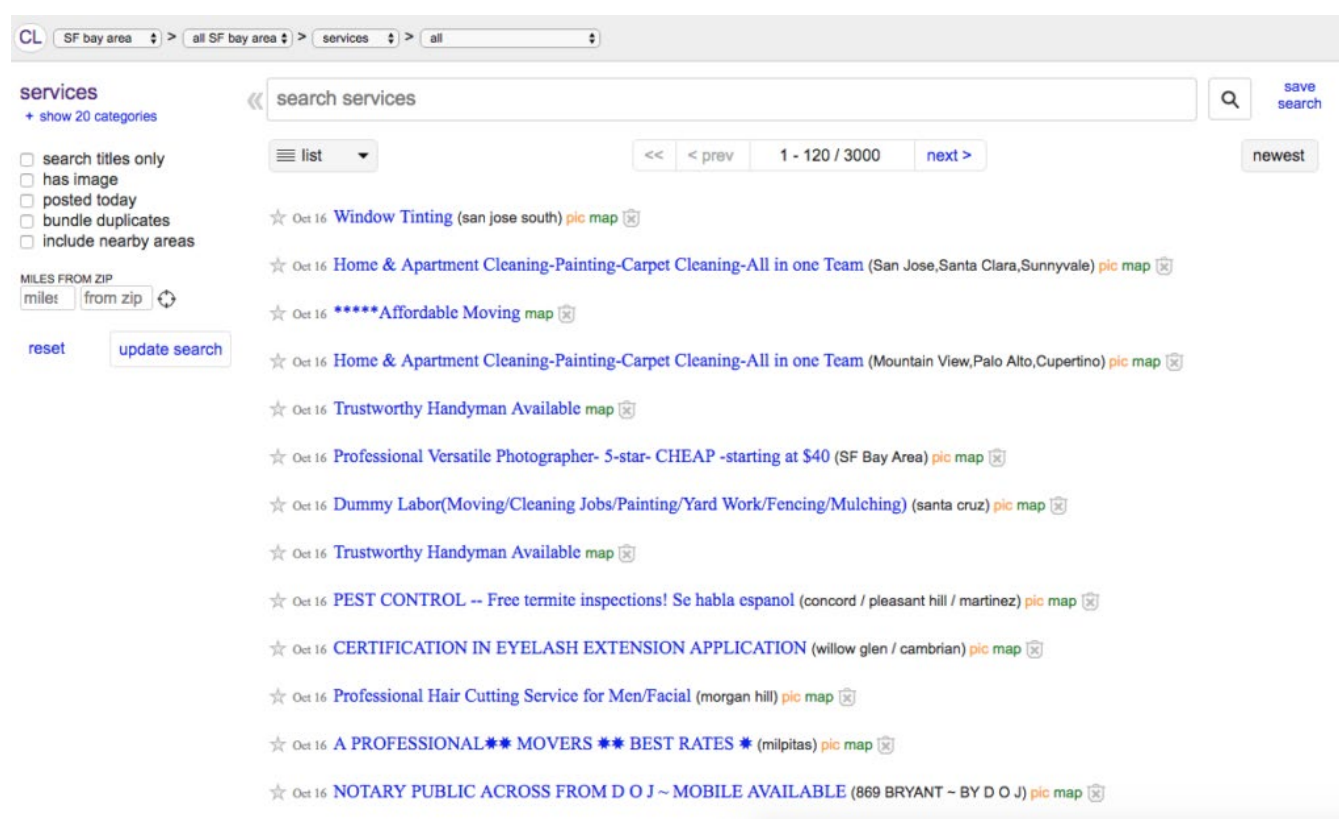 CL SF bay area > all SF bay area > services > all
services
+ show 20 categories
search titles only
has image
posted today
bundle duplicates
include nearby areas
MILES FROM ZIP
miles from zip
reset update search
« search services
save
search
list << < prev 1 - 120 / 3000 next > newest
Oct 16 Window Tinting (san jose south) pic map
Oct 16 Home & Apartment Cleaning-Painting-Carpet Cleaning-All in one Team (San Jose,Santa Clara,Sunnyvale) pic map
Oct 16 *****Affordable Moving map
Oct 16 Home & Apartment Cleaning-Painting-Carpet Cleaning-All in one Team (Mountain View,Palo Alto,Cupertino) pic map
Oct 16 Trustworthy Handyman Available map
Oct 16 Professional Versatile Photographer- 5-star- CHEAP -starting at $40 (SF Bay Area) pic map
Oct 16 Dummy Labor(Moving/Cleaning Jobs/Painting/Yard Work/Fencing/Mulching) (santa cruz) pic map
Oct 16 Trustworthy Handyman Available map
Oct 16 PEST CONTROL -- Free termite inspections! Se habla espanol (concord / pleasant hill / martinez) pic map
Oct 16 CERTIFICATION IN EYELASH EXTENSION APPLICATION (willow glen / cambrian) pic map
Oct 16 Professional Hair Cutting Service for Men/Facial (morgan hill) pic map
Oct 16 A PROFESSIONAL✸✸ MOVERS ✸✸ BEST RATES ✸ (milpitas) pic map
Oct 16 NOTARY PUBLIC ACROSS FROM D O J ~ MOBILE AVAILABLE (869 BRYANT ~ BY D O J) pic map